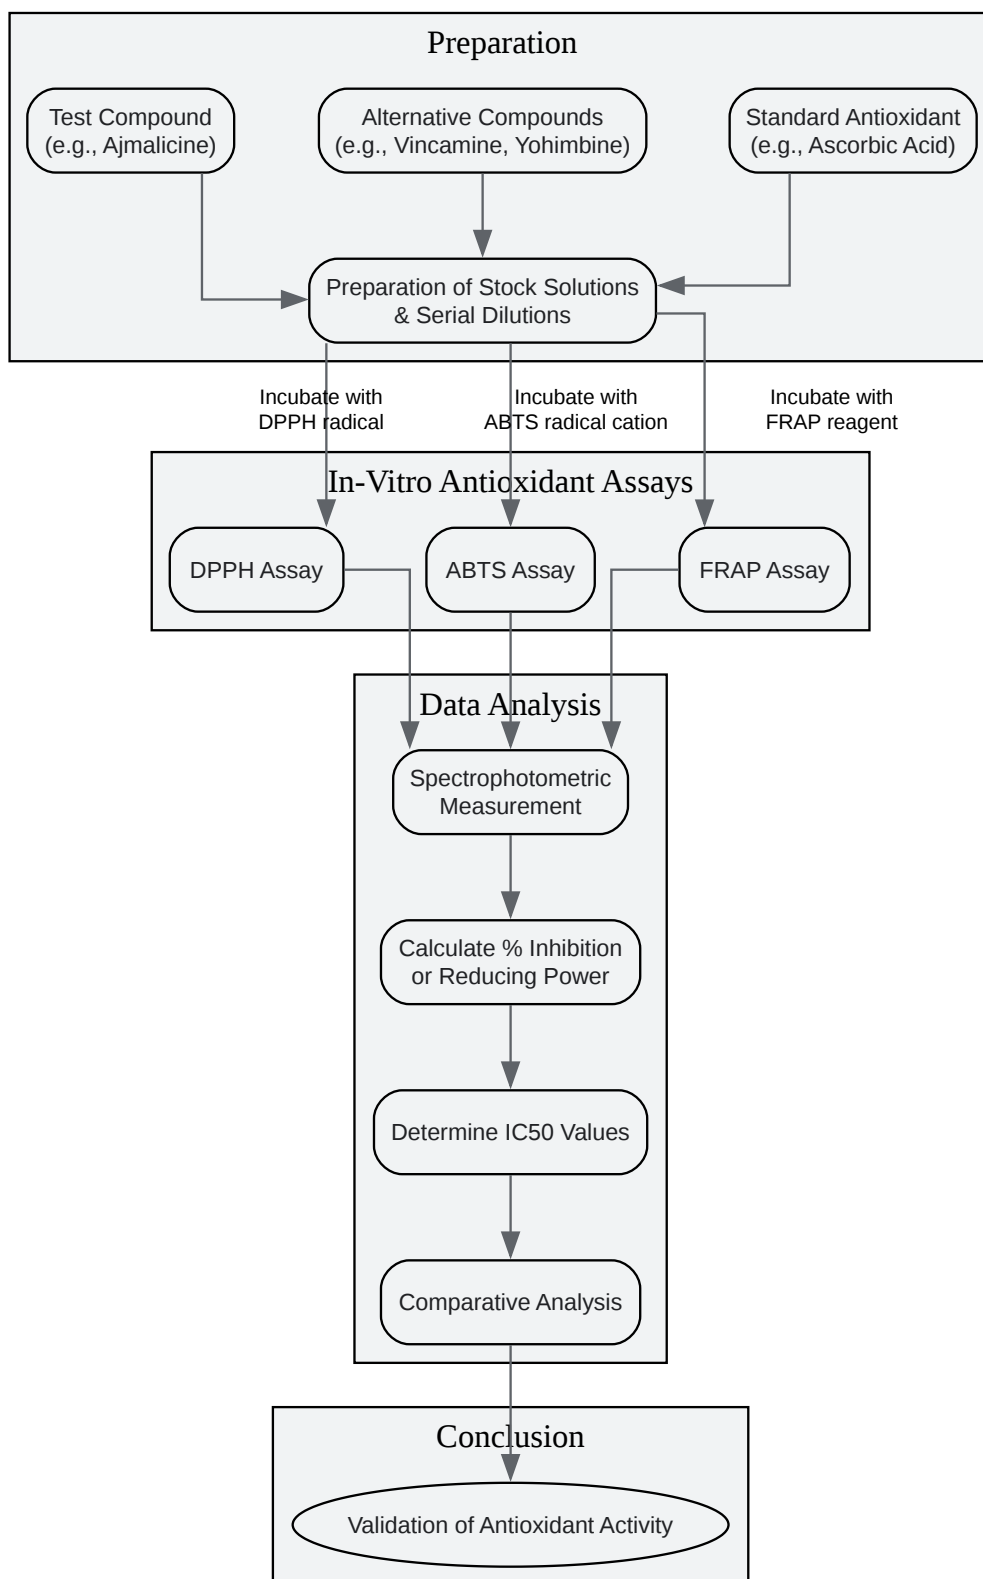 Preparation
Test Compound
(e.g., Ajmalicine)
Alternative Compounds
(e.g., Vincamine, Yohimbine)
Standard Antioxidant
(e.g., Ascorbic Acid)
Preparation of Stock Solutions
& Serial Dilutions
Incubate with
DPPH radical
Incubate with
ABTS radical cation
Incubate with
FRAP reagent
In-Vitro Antioxidant Assays
DPPH Assay
ABTS Assay
FRAP Assay
Data Analysis
Spectrophotometric
Measurement
Calculate % Inhibition
or Reducing Power
Determine IC50 Values
Comparative Analysis
Conclusion
Validation of Antioxidant Activity